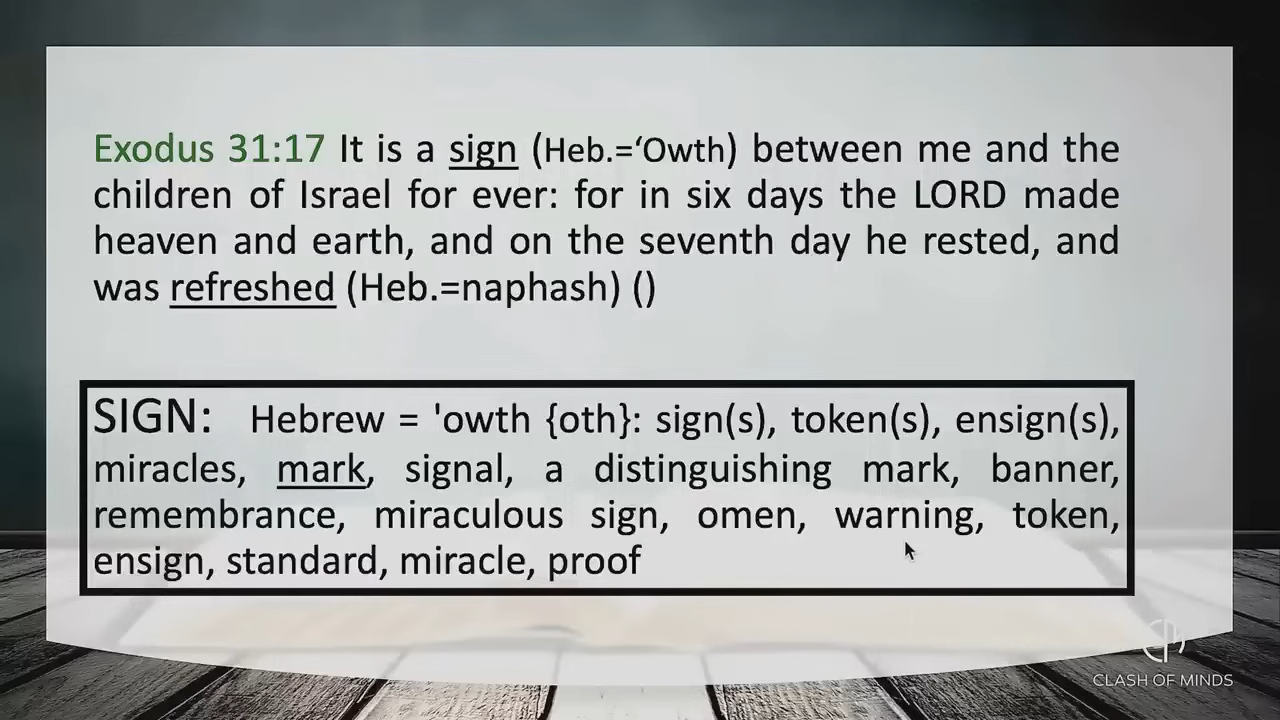 Exodus 31:17 It is a sign (Heb.=‘Owth) between me and the
children of Israel for ever: for in six days the LORD made
heaven and earth, and on the seventh day he rested, and
was refreshed (Heb.=naphash) ()
SIGN: Hebrew = 'owth {oth}: sign(s), token(s), ensign(s),
miracles, mark, signal, a distinguishing mark, banner,
remembrance, miraculous sign, omen, warning, token,
ensign, standard, miracle, proof
CLASH OF MINDS